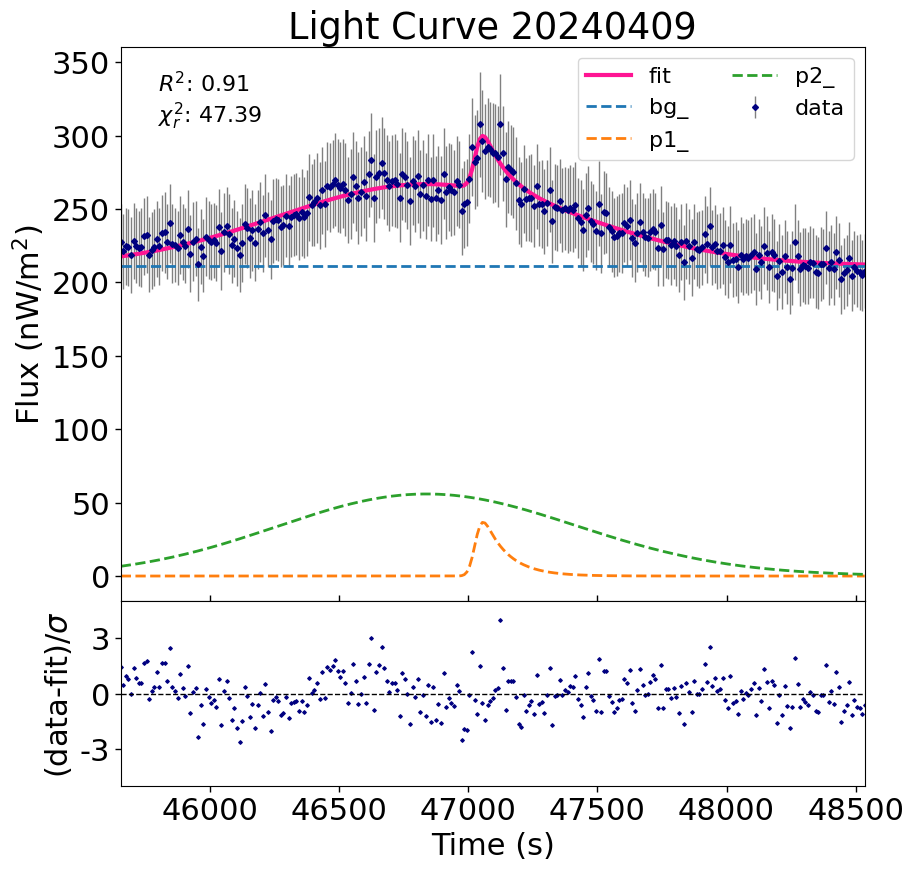 Light Curve 20240409
350
300
250
200
150
100
50
0
Flux (nW/m²)
R²: 0.91
χ²ᵣ: 47.39
fit
bg_
p1_
p2_
data
3
0
-3
(data-fit)/σ
46000 46500 47000 47500 48000 48500
Time (s)